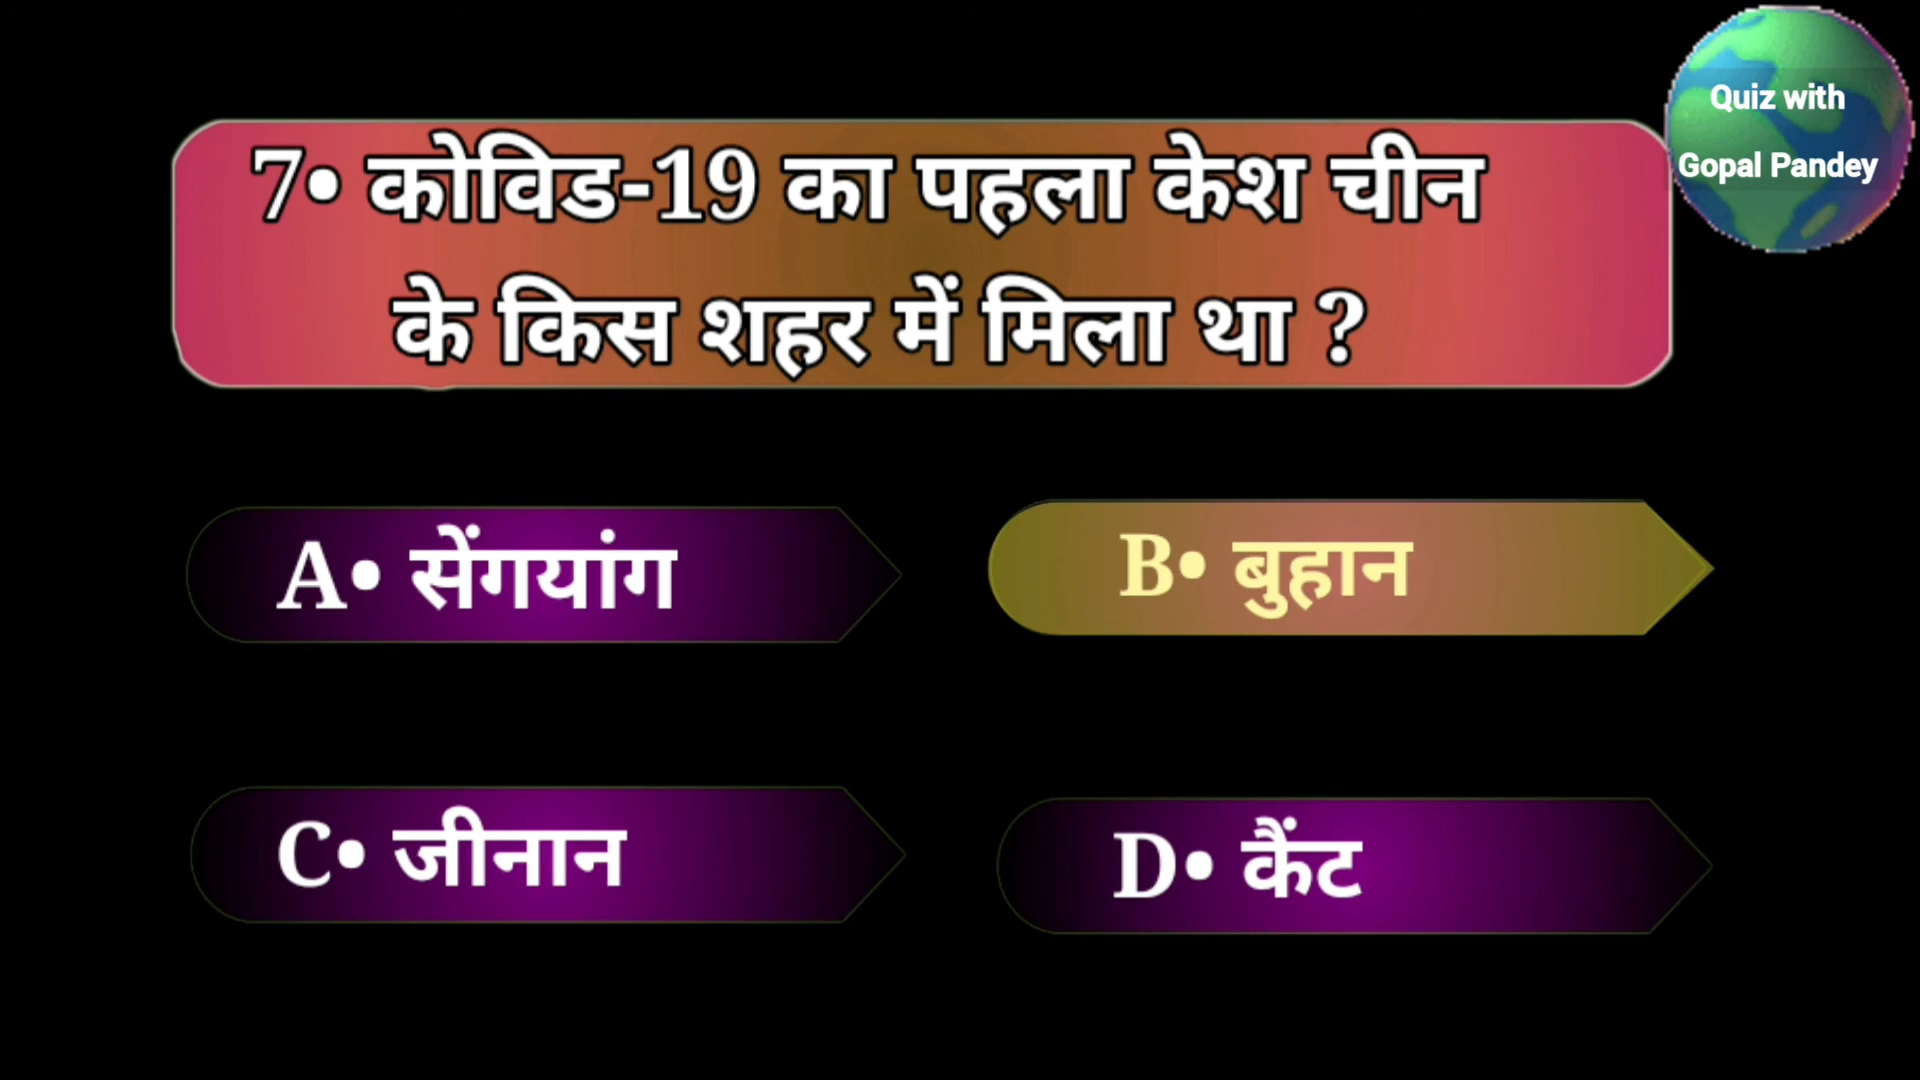 Quiz with
Gopal Pandey
7• कोविड-19 का पहला केश चीन
के किस शहर में मिला था ?
A• सेंगयांग
B• बुहान
C• जीनान
D• कैंट